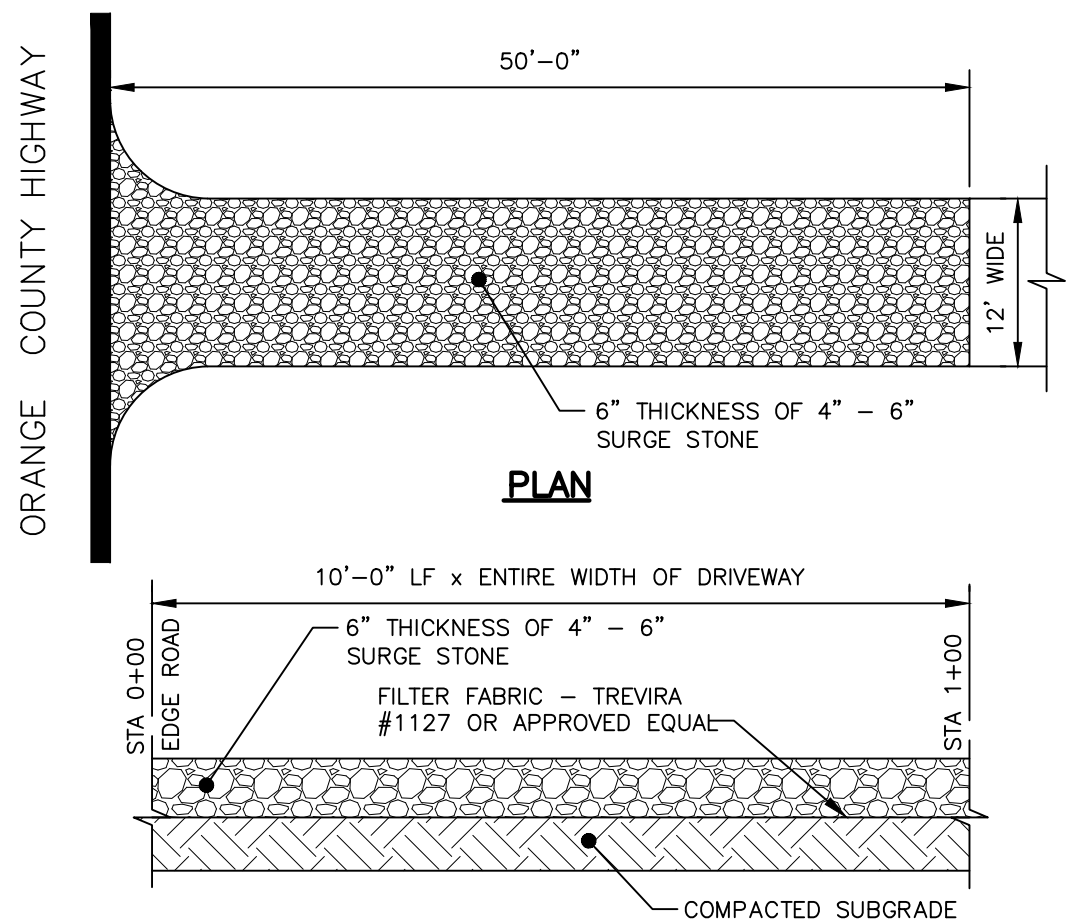 ORANGE COUNTY HIGHWAY
50’-0”
12’ WIDE
6” THICKNESS OF 4” - 6”
SURGE STONE
PLAN
10’-0” LF x ENTIRE WIDTH OF DRIVEWAY
STA 0+00
EDGE ROAD
6” THICKNESS OF 4” - 6”
SURGE STONE
FILTER FABRIC - TREVIRA
#1127 OR APPROVED EQUAL
STA 1+00
COMPACTED SUBGRADE